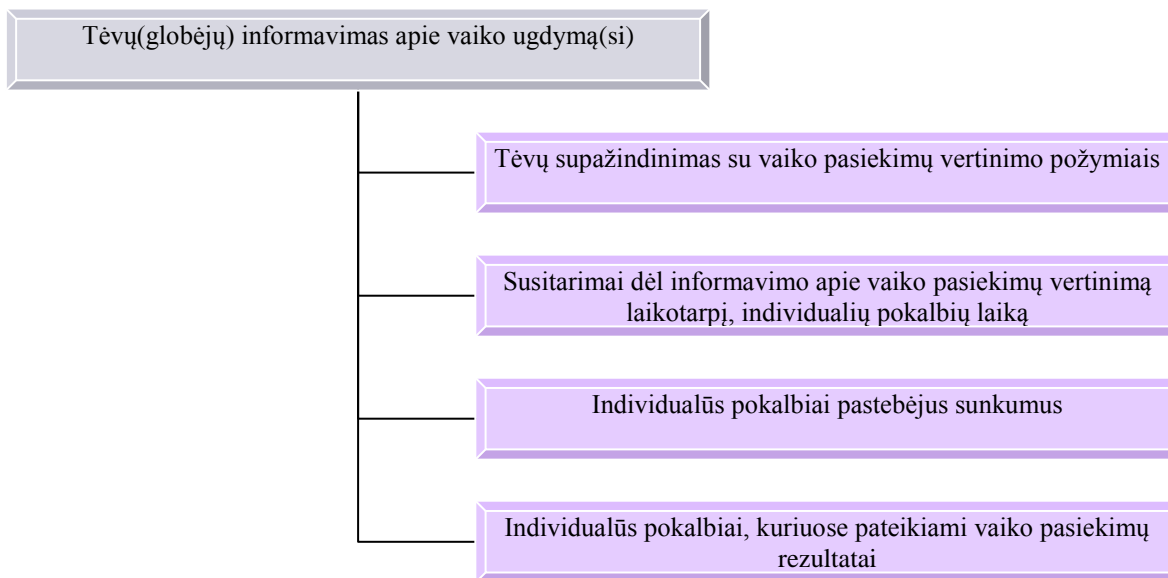 Tėvų(globėjų) informavimas apie vaiko ugdymą(si)
Tėvų supažindinimas su vaiko pasiekimų vertinimo požymiais
Susitarimai dėl informavimo apie vaiko pasiekimų vertinimą
laikotarpį, individualių pokalbių laiką
Individualūs pokalbiai pastebėjus sunkumus
Individualūs pokalbiai, kuriuose pateikiami vaiko pasiekimų
rezultatai